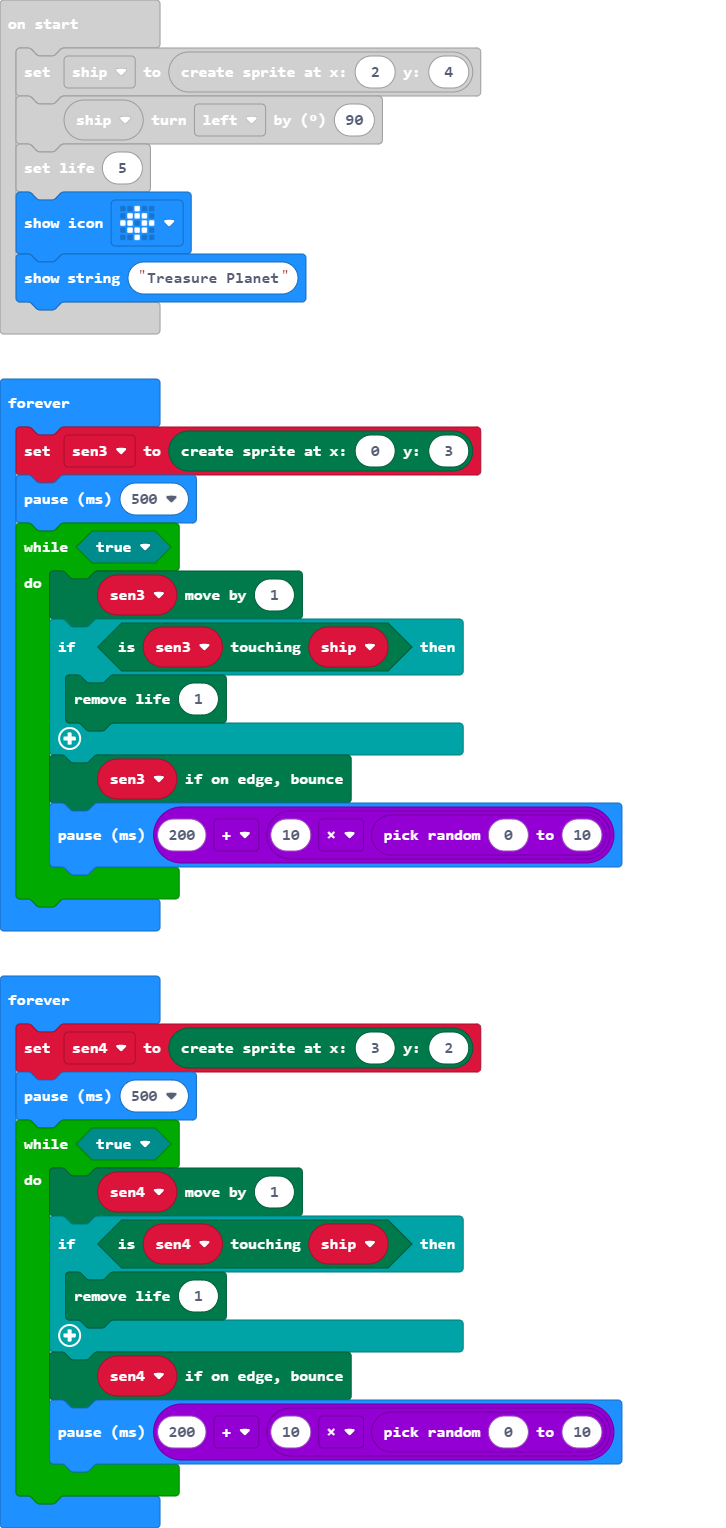 on start
set ship to create sprite at x: 2 y: 4
ship turn left by (°) 90
set life 5
show icon
show string "Treasure Planet"
forever
set sen3 to create sprite at x: 0 y: 3
pause (ms) 500
while true
do
sen3 move by 1
if is sen3 touching ship then
remove life 1
sen3 if on edge, bounce
pause (ms) 200 + 10 × pick random 0 to 10
forever
set sen4 to create sprite at x: 3 y: 2
pause (ms) 500
while true
do
sen4 move by 1
if is sen4 touching ship then
remove life 1
sen4 if on edge, bounce
pause (ms) 200 + 10 × pick random 0 to 10